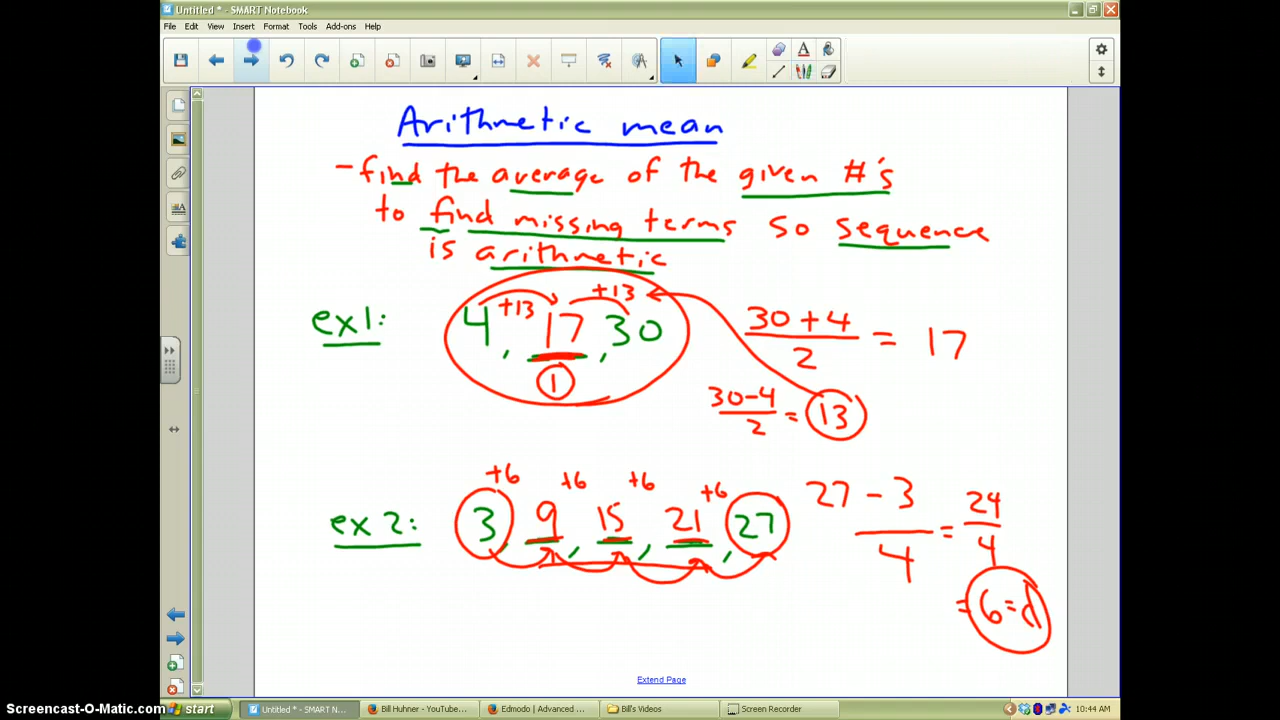 Untitled * - SMART Notebook
File Edit View Insert Format Tools Add-ons Help
Arithmetic mean
- find the average of the given #'s
to find missing terms so sequence
is arithmetic
+13 +13
ex1: 4, 17, 30
1
30 + 4 / 2 = 17
30 - 4 / 2 = 13
+6 +6 +6 +6
ex 2: 3, 9, 15, 21, 27
27 - 3 / 4 = 24 / 4
= 6 = d
Extend Page
Screencast-O-Matic.com
start Untitled * - SMART N... Bill Huhner - YouTube... Edmodo | Advanced ... Bill's Videos Screen Recorder 10:44 AM